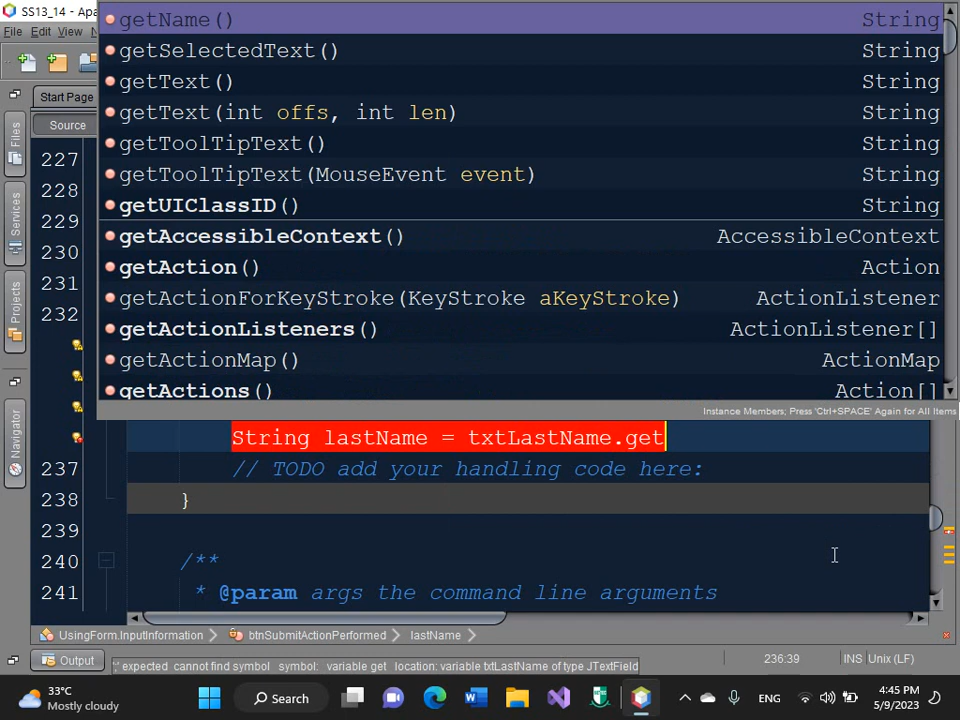 SS13_14 - Apa
File Edit View
Start Page
Source
Files
Services
Projects
Navigator
getName() String
getSelectedText() String
getText() String
getText(int offs, int len) String
getToolTipText() String
getToolTipText(MouseEvent event) String
getUIClassID() String
getAccessibleContext() AccessibleContext
getAction() Action
getActionForKeyStroke(KeyStroke aKeyStroke) ActionListener
getActionListeners() ActionListener[]
getActionMap() ActionMap
getActions() Action[]
Instance Members; Press 'Ctrl+SPACE' Again for All Items
227
228
229
230
231
232
String lastName = txtLastName.get
237 // TODO add your handling code here:
238 }
239
240 /**
241 * @param args the command line arguments
UsingForm.InputInformation btnSubmitActionPerformed lastName
Output
';' expected cannot find symbol symbol: variable get location: variable txtLastName of type JTextField
236:39 INS Unix (LF)
33°C
Mostly cloudy
Search
ENG
4:45 PM
5/9/2023